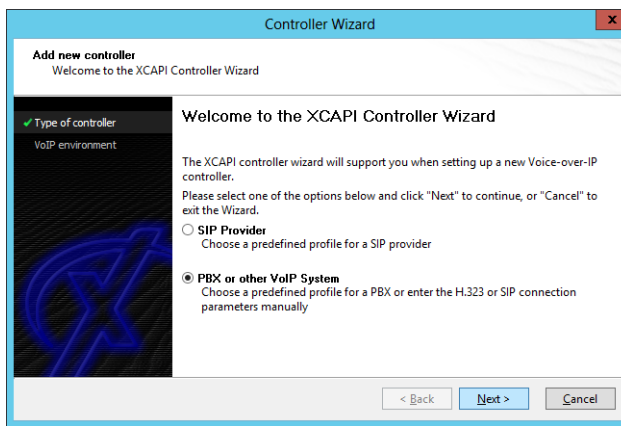 Controller Wizard
x
Add new controller
Welcome to the XCAPI Controller Wizard
Type of controller
VoIP environment
Welcome to the XCAPI Controller Wizard
The XCAPI controller wizard will support you when setting up a new Voice-over-IP
controller.
Please select one of the options below and click "Next" to continue, or "Cancel" to
exit the Wizard.
SIP Provider
Choose a predefined profile for a SIP provider
PBX or other VoIP System
Choose a predefined profile for a PBX or enter the H.323 or SIP connection
parameters manually
< Back
Next >
Cancel